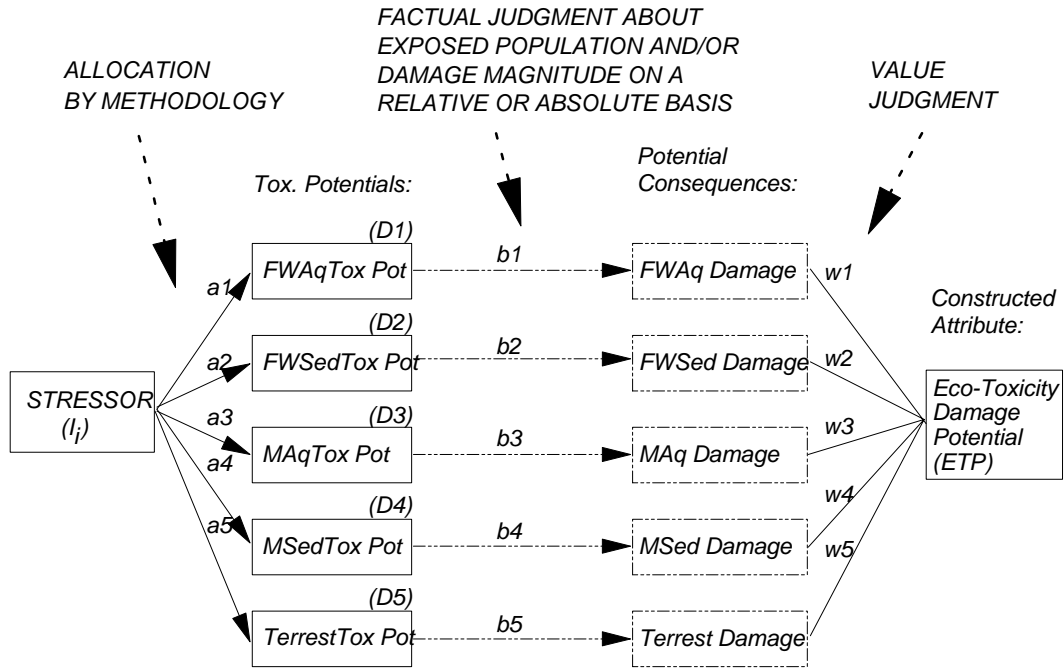 FACTUAL JUDGMENT ABOUT
EXPOSED POPULATION AND/OR
DAMAGE MAGNITUDE ON A
RELATIVE OR ABSOLUTE BASIS
ALLOCATION
BY METHODOLOGY
VALUE
JUDGMENT
Tox. Potentials:
Potential
Consequences:
(D1)
FWAqTox Pot
b1
FWAq Damage
w1
a1
(D2)
FWSedTox Pot
b2
FWSed Damage
w2
a2
Constructed
Attribute:
STRESSOR
(Ii)
Eco-Toxicity
Damage
Potential
(ETP)
(D3)
MAqTox Pot
b3
MAq Damage
w3
a3
a4
(D4)
MSedTox Pot
b4
MSed Damage
w4
a5
w5
(D5)
TerrestTox Pot
b5
Terrest Damage